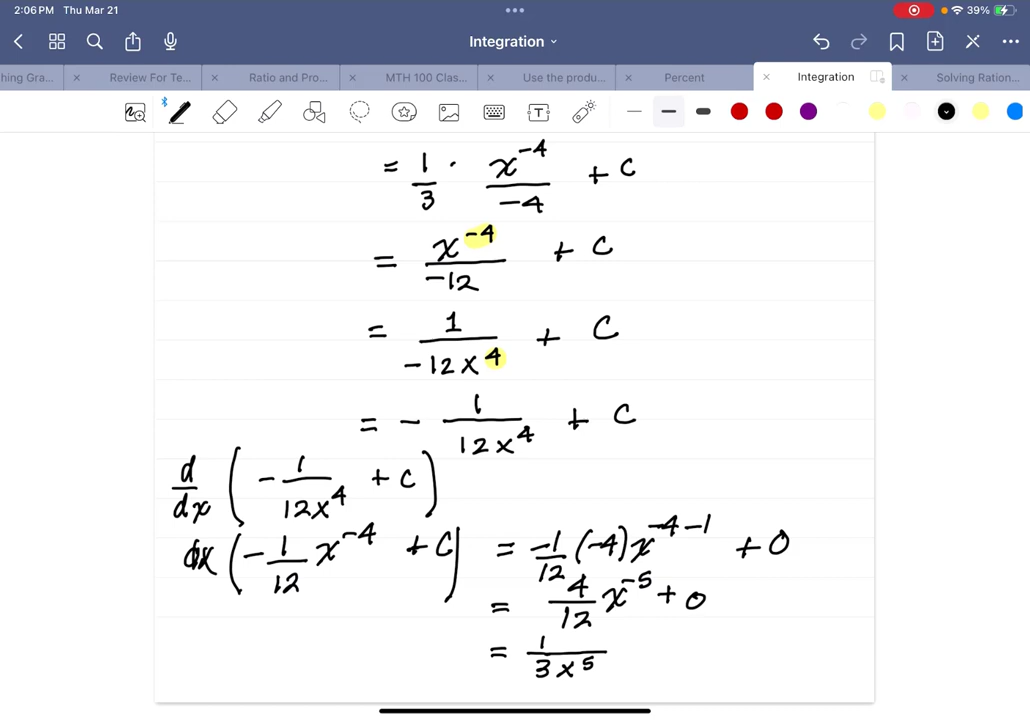 2:06 PM Thu Mar 21
39%
Integration
hing Gra...
Review For Te...
Ratio and Pro...
MTH 100 Clas...
Use the produ...
Percent
Integration
Solving Ration...
= 1/3 · x^-4/-4 + C
= x^-4/-12 + C
= 1/-12x^4 + C
= - 1/12x^4 + C
d/dx (- 1/12x^4 + C)
dx (- 1/12 x^-4 + C) = -1/12 (-4)x^-4-1 + 0
= 4/12 x^-5 + 0
= 1/3x^5